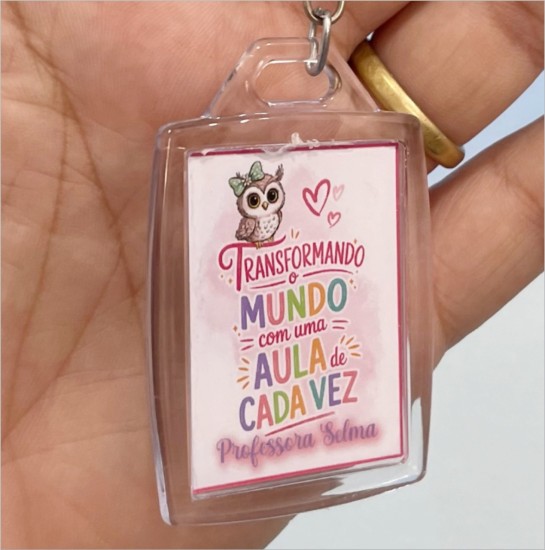 TRANSFORMANDO
o
MUNDO
com uma
AULA de
CADA VEZ
Professora Selma